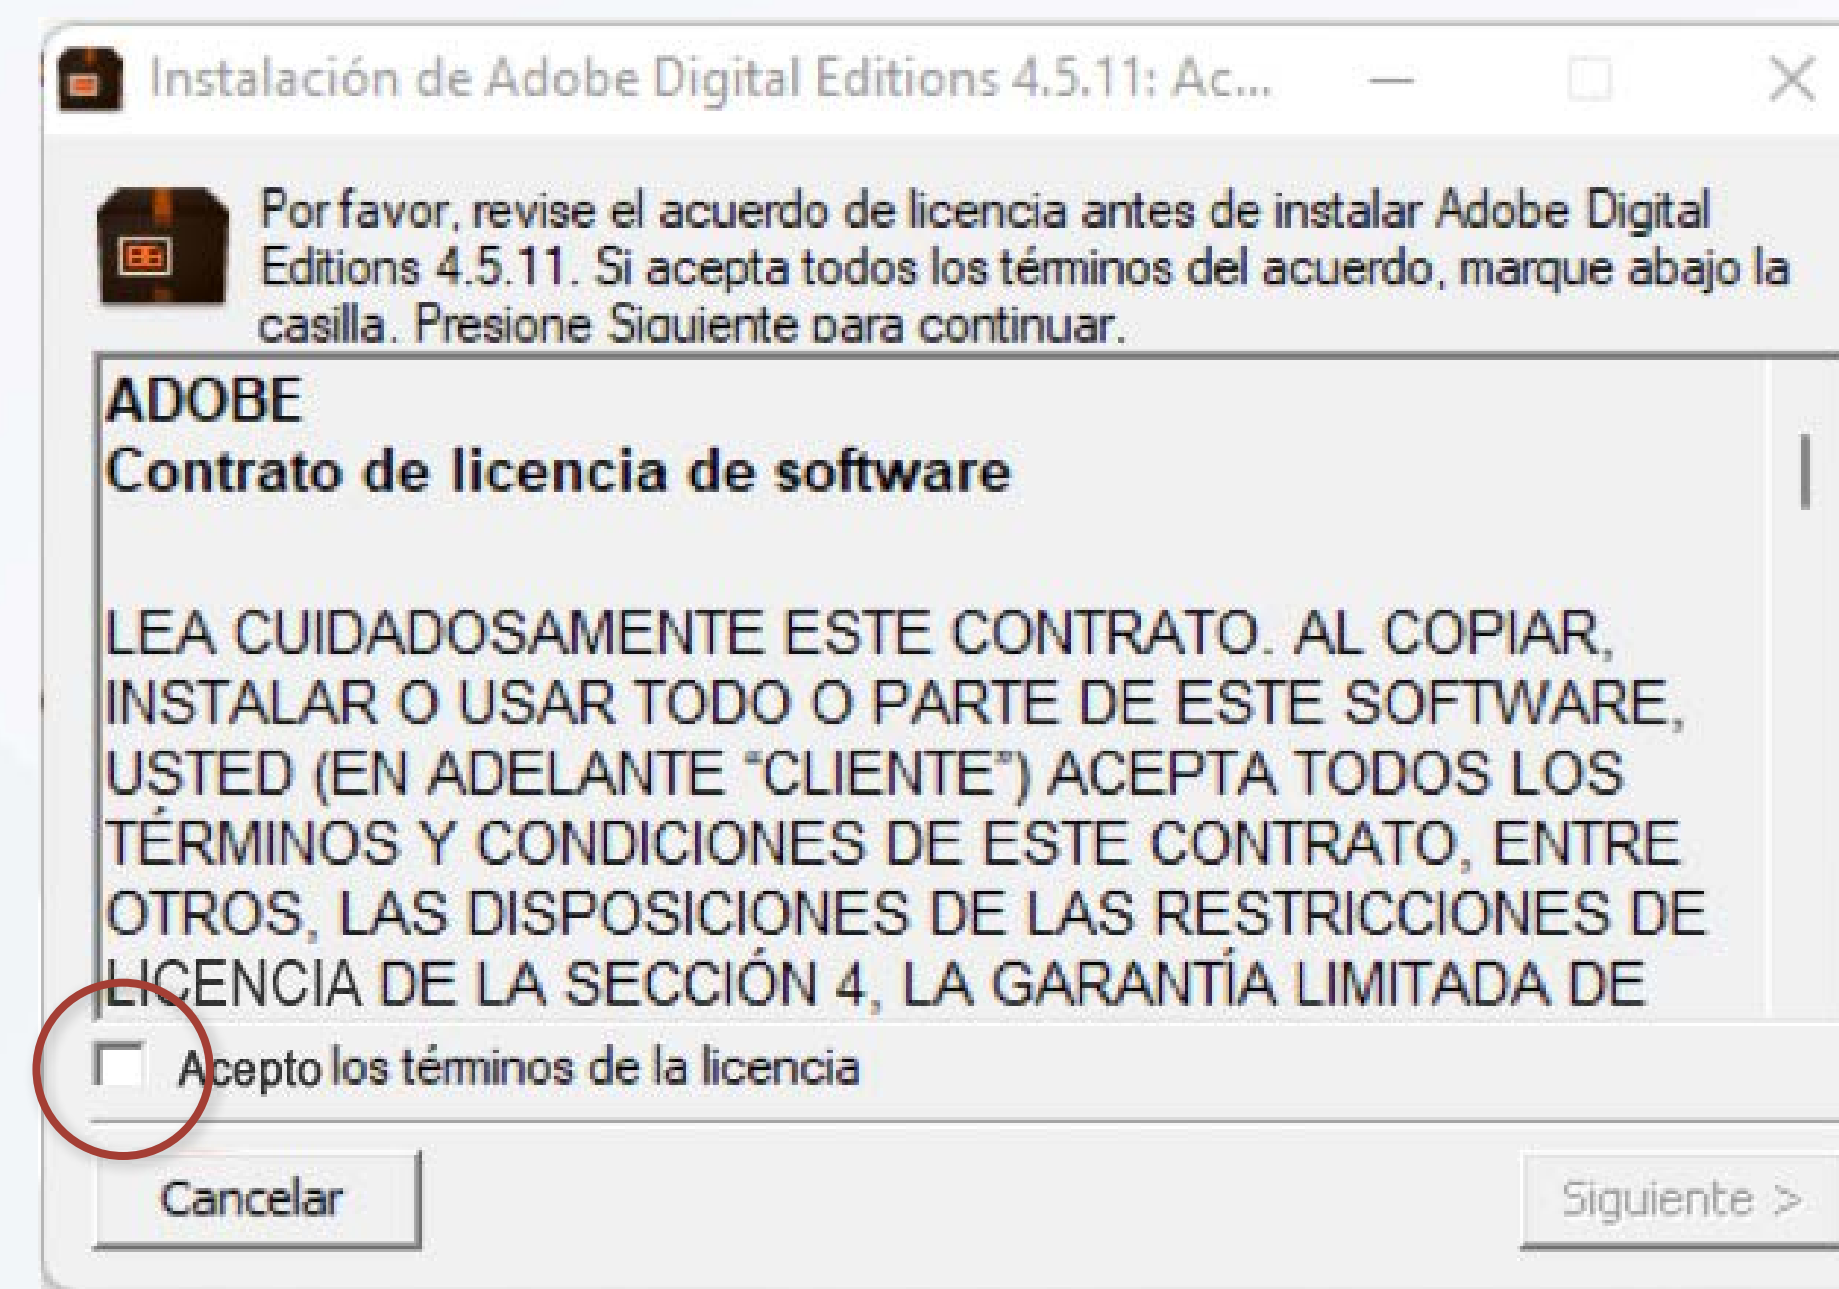 Instalación de Adobe Digital Editions 4.5.11: Ac...
Por favor, revise el acuerdo de licencia antes de instalar Adobe Digital
Editions 4.5.11. Si acepta todos los términos del acuerdo, marque abajo la
casilla. Presione Siguiente para continuar.
ADOBE
Contrato de licencia de software
LEA CUIDADOSAMENTE ESTE CONTRATO. AL COPIAR,
INSTALAR O USAR TODO O PARTE DE ESTE SOFTWARE,
USTED (EN ADELANTE “CLIENTE”) ACEPTA TODOS LOS
TÉRMINOS Y CONDICIONES DE ESTE CONTRATO, ENTRE
OTROS, LAS DISPOSICIONES DE LAS RESTRICCIONES DE
LICENCIA DE LA SECCIÓN 4, LA GARANTÍA LIMITADA DE
Acepto los términos de la licencia
Cancelar
Siguiente >